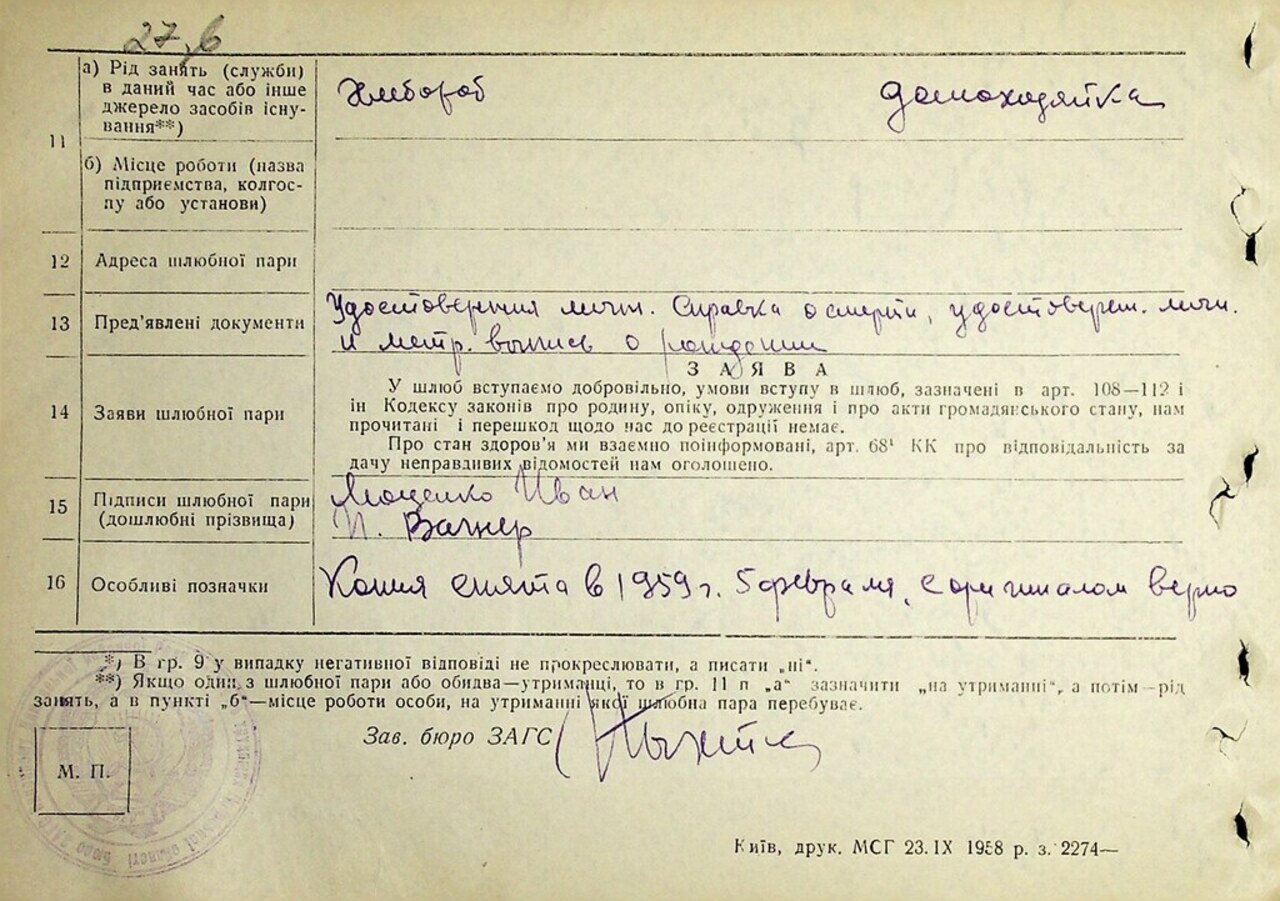 27,б
11
а) Рід занять (служби)
в даний час або інше
джерело засобів існу-
вання**)
Хлебороб домохозяйка
б) Місце роботи (назва
підприємства, колгос-
пу або установи)
12 Адреса шлюбної пари
13 Пред’явлені документи
Удостоверения личн. Справка о смерти, удостоверен. личн.
и метр. выпись о рождении
14 Заяви шлюбної пари
ЗАЯВА
У шлюб вступаємо добровільно, умови вступу в шлюб, зазначені в арт. 108—112 і
ін Кодексу законів про родину, опіку, одруження і про акти громадянського стану, нам
прочитані і перешкод щодо нас до реєстрації немає.
Про стан здоров’я ми взаємно поінформовані, арт. 68¹ КК про відповідальність за
дачу неправдивих відомостей нам оголошено.
15 Підписи шлюбної пари
(дошлюбні прізвища)
Моценко Иван
И. Вагнер
16 Особливі позначки
Копия снята в 1959 г. 5 февраля, с оригиналом верно
*) В гр. 9 у випадку негативної відповіді не прокреслювати, а писати „ні“.
**) Якщо один з шлюбної пари або обидва—утриманці, то в гр. 11 п „а“ зазначити „на утриманні“, а потім—рід
занять, а в пункті „б“—місце роботи особи, на утриманні якої шлюбна пара перебуває.
Зав. бюро ЗАГС
М. П.
Київ, друк. МСГ 23.IX 1958 р. з. 2274—